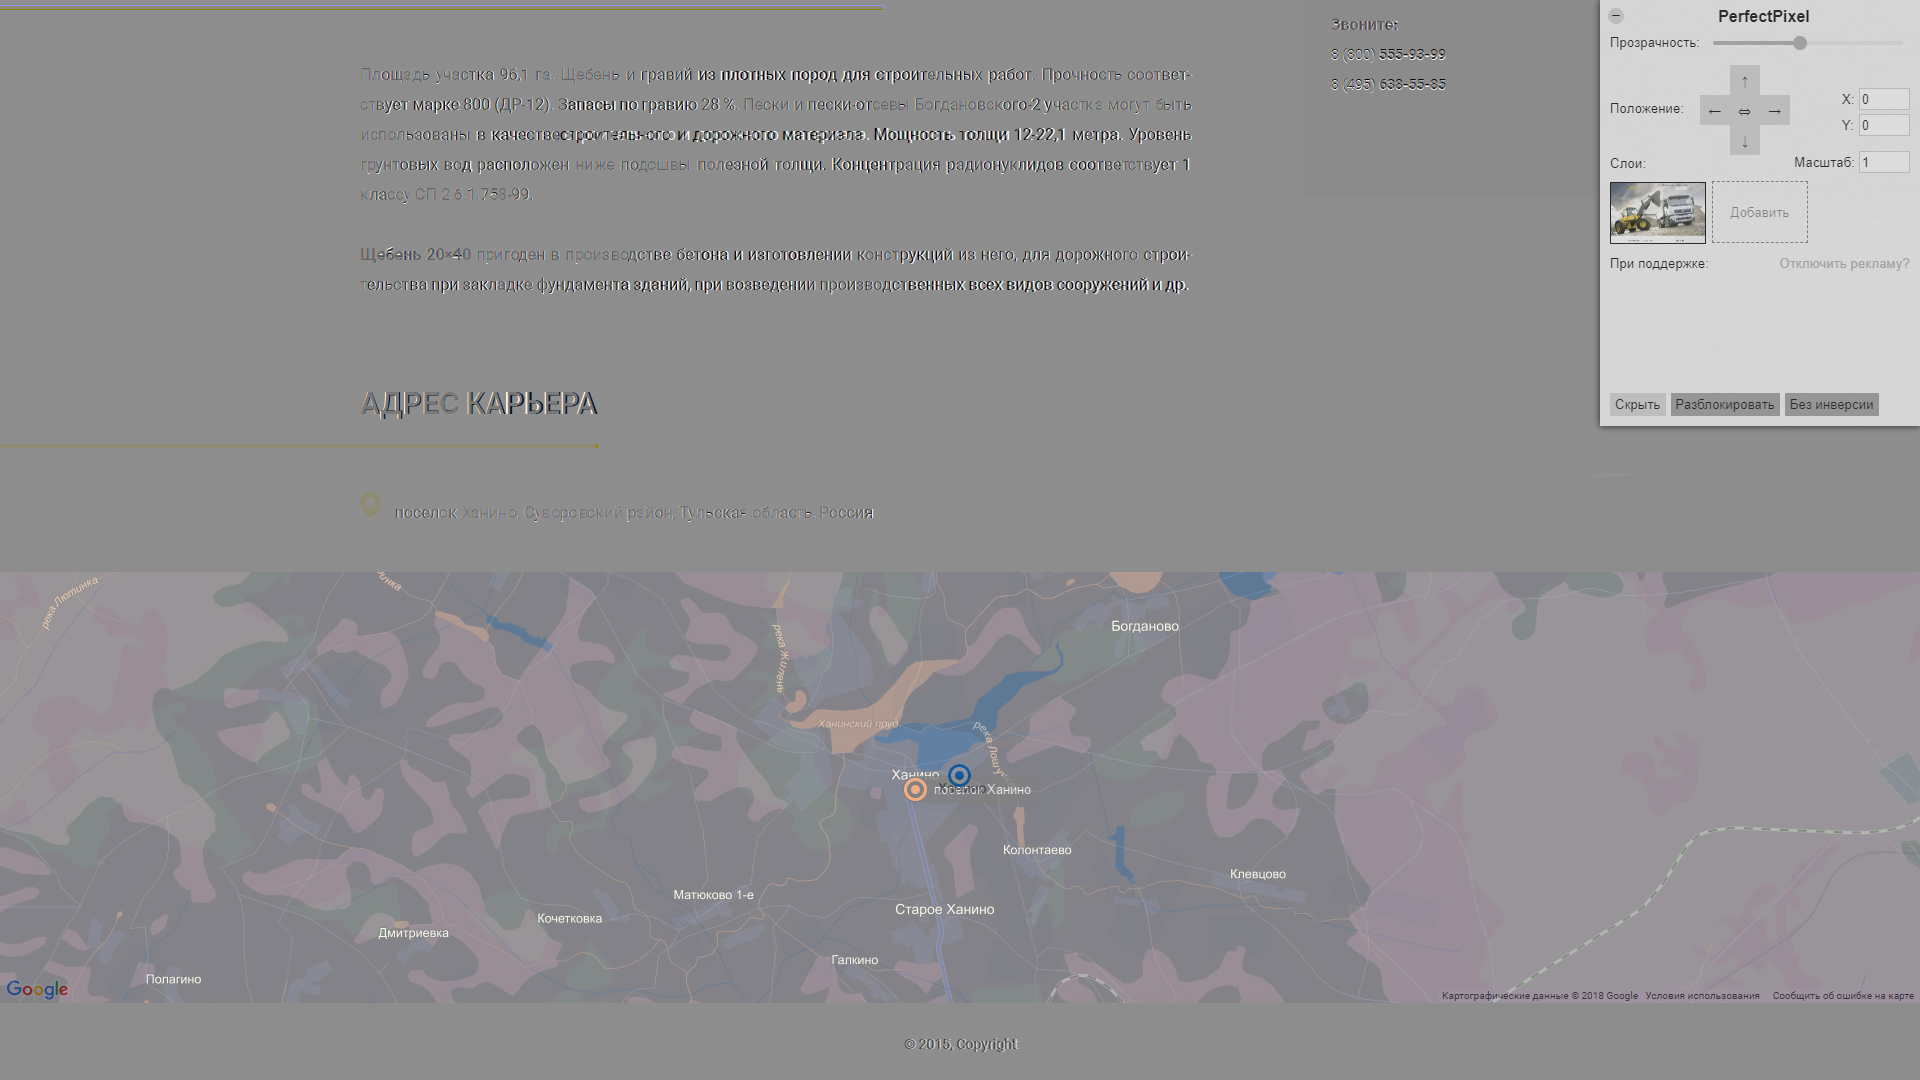 Площадь участка 96,1 га. Щебень и гравий из плотных пород для строительных работ. Прочность соответ-
ствует марке 800 (ДР-12). Запасы по гравию 28 %. Пески и пески-отсевы Богдановского-2 участка могут быть
использованы в качестве строительного и дорожного материала. Мощность толщи 12-22,1 метра. Уровень
грунтовых вод расположен ниже подошвы полезной толщи. Концентрация радионуклидов соответствует 1
классу СП 2.6.1.758-99.
Щебень 20×40 пригоден в производстве бетона и изготовлении конструкций из него, для дорожного строи-
тельства при закладке фундамента зданий, при возведении производственных всех видов сооружений и др.
Звоните:
8 (800) 555-93-99
8 (495) 638-55-85
PerfectPixel
Прозрачность:
Положение:
↑
← ⇔ →
↓
X: 0
Y: 0
Слои:
Масштаб: 1
Добавить
При поддержке:
Отключить рекламу?
Скрыть Разблокировать Без инверсии
АДРЕС КАРЬЕРА
поселок Ханино, Суворовский район, Тульская область, Россия
река Лютинка
река Жилень
Богданово
Ханинский пруд
Ханино
поселок Ханино
Колонтаево
Клевцово
Матюково 1-е
Старое Ханино
Кочетковка
Дмитриевка
Галкино
Полагино
Google
Картографические данные © 2018 Google Условия использования Сообщить об ошибке на карте
© 2015, Copyright